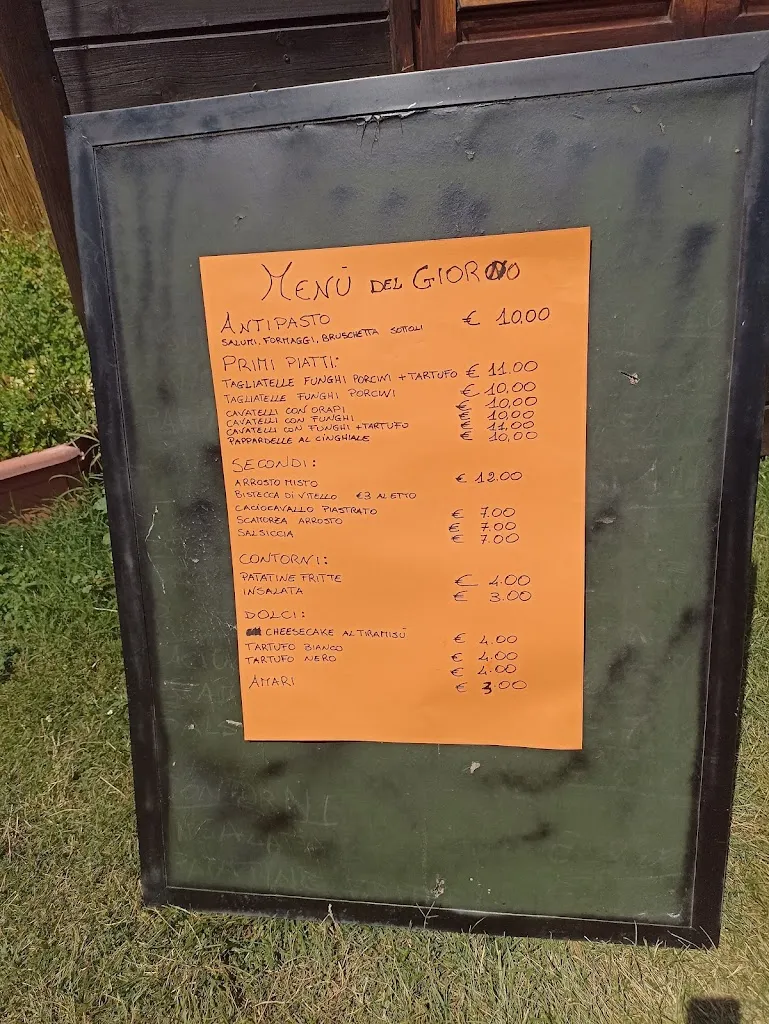 MENÙ DEL GIORNO
ANTIPASTO € 10,00
SALUMI, FORMAGGI, BRUSCHETTA SOTTOLI
PRIMI PIATTI:
TAGLIATELLE FUNGHI PORCINI + TARTUFO € 11,00
TAGLIATELLE FUNGHI PORCINI € 10,00
CAVATELLI CON ORAPI € 10,00
CAVATELLI CON FUNGHI € 10,00
CAVATELLI CON FUNGHI + TARTUFO € 11,00
PAPPARDELLE AL CINGHIALE € 10,00
SECONDI:
ARROSTO MISTO € 12.00
BISTECCA DI VITELLO €3 AL ETTO
CACIOCAVALLO PIASTRATO € 7.00
SCAMORZA ARROSTO € 7.00
SALSICCIA € 7.00
CONTORNI:
PATATINE FRITTE € 4.00
INSALATA € 3.00
DOLCI:
CHEESECAKE AL TIRAMISÙ € 4.00
TARTUFO BIANCO € 4.00
TARTUFO NERO € 4.00
AMARI € 3.00